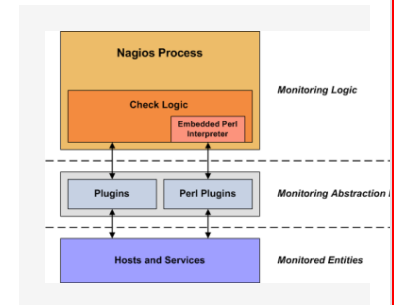 Nagios Process
Monitoring Logic
Check Logic
Embedded Perl
Interpreter
Plugins
Perl Plugins
Monitoring Abstraction
Hosts and Services
Monitored Entities